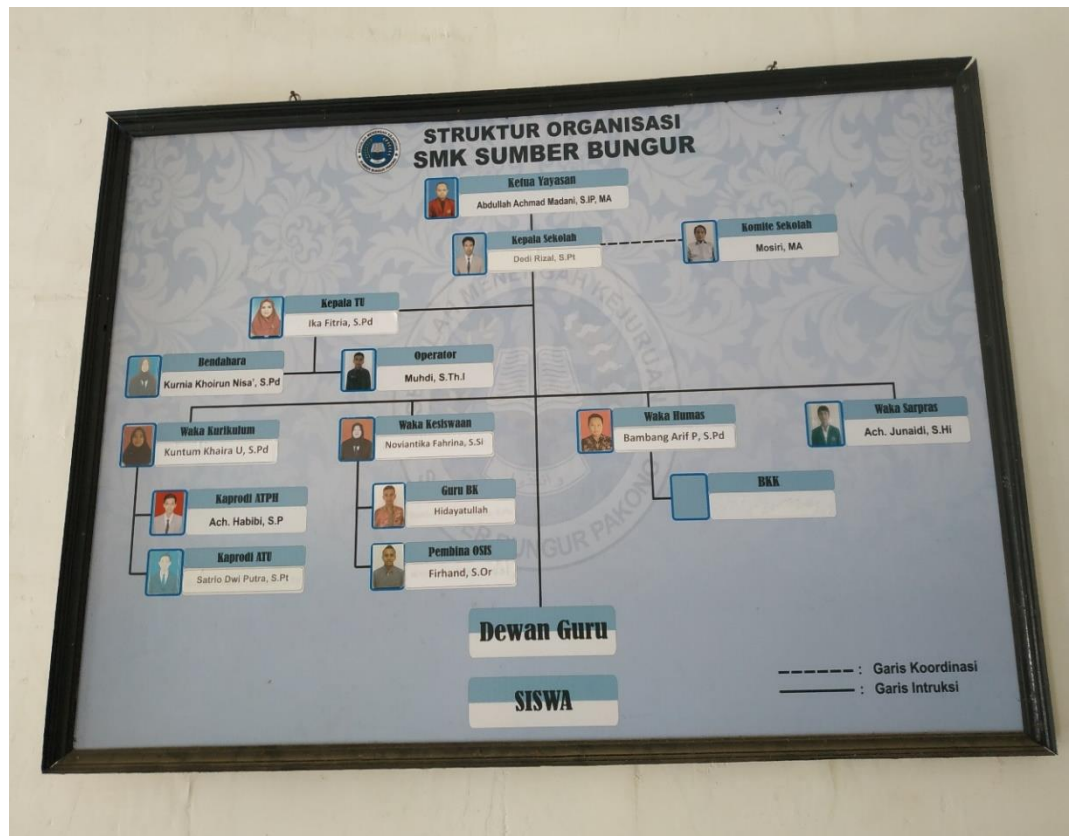 STRUKTUR ORGANISASI
SMK SUMBER BUNGUR
Ketua Yayasan
Abdullah Achmad Madani, S.IP, MA
Kepala Sekolah
Dedi Rizal, S.Pt
Komite Sekolah
Mosiri, MA
Kepala TU
Ika Fitria, S.Pd
Bendahara
Kurnia Khoirun Nisa', S.Pd
Operator
Muhdi, S.Th.I
Waka Kurikulum
Kuntum Khaira U, S.Pd
Waka Kesiswaan
Noviantika Fahrina, S.Si
Waka Humas
Bambang Arif P, S.Pd
Waka Sarpras
Ach. Junaidi, S.Hi
Kaprodi ATPH
Ach. Habibi, S.P
Guru BK
Hidayatullah
BKK
Kaprodi ATU
Satrio Dwi Putra, S.Pt
Pembina OSIS
Firhand, S.Or
Dewan Guru
SISWA
: Garis Koordinasi
: Garis Intruksi